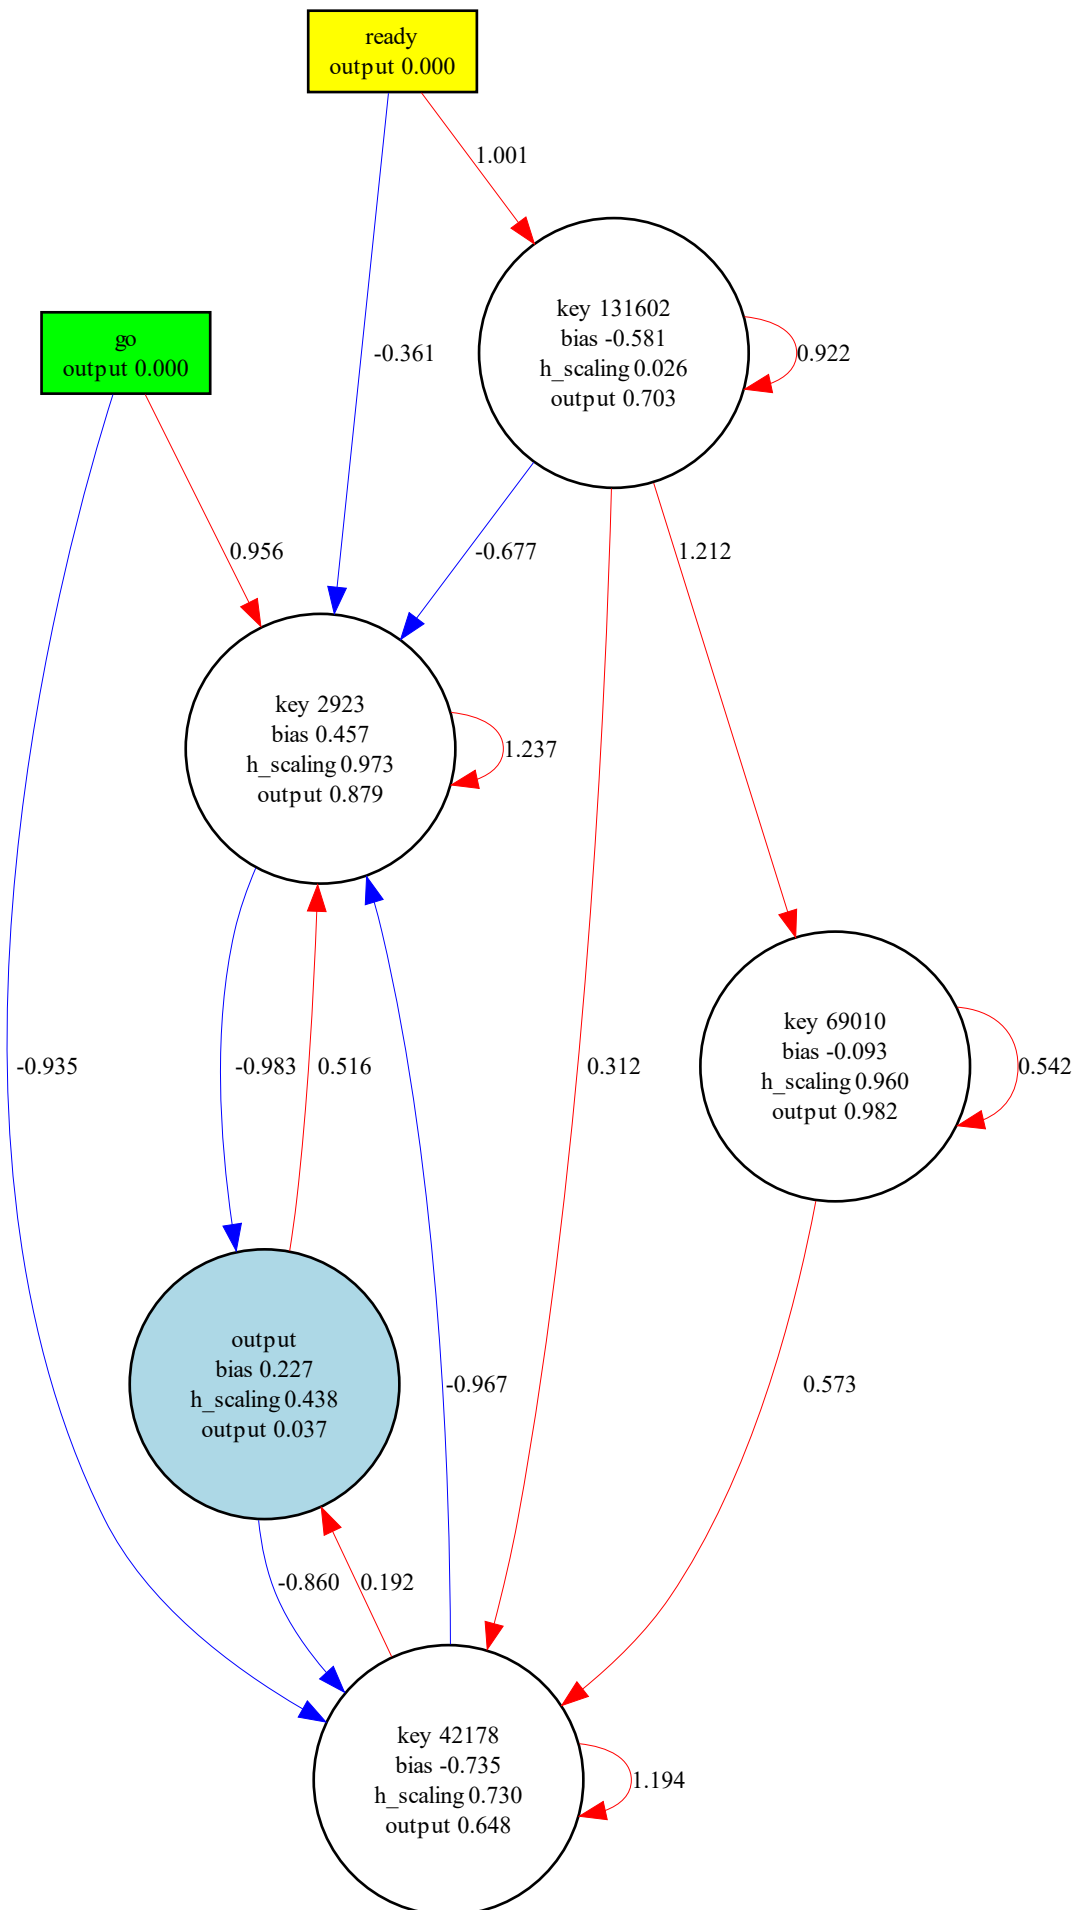 ready
output 0.000
1.001
key 131602
bias -0.581
h_scaling 0.026
output 0.703
0.922
go
output 0.000
-0.361
0.956
-0.677
1.212
key 2923
bias 0.457
h_scaling 0.973
output 0.879
1.237
key 69010
bias -0.093
h_scaling 0.960
output 0.982
0.542
-0.935
-0.983
0.516
0.312
output
bias 0.227
h_scaling 0.438
output 0.037
-0.967
0.573
-0.860
0.192
key 42178
bias -0.735
h_scaling 0.730
output 0.648
1.194